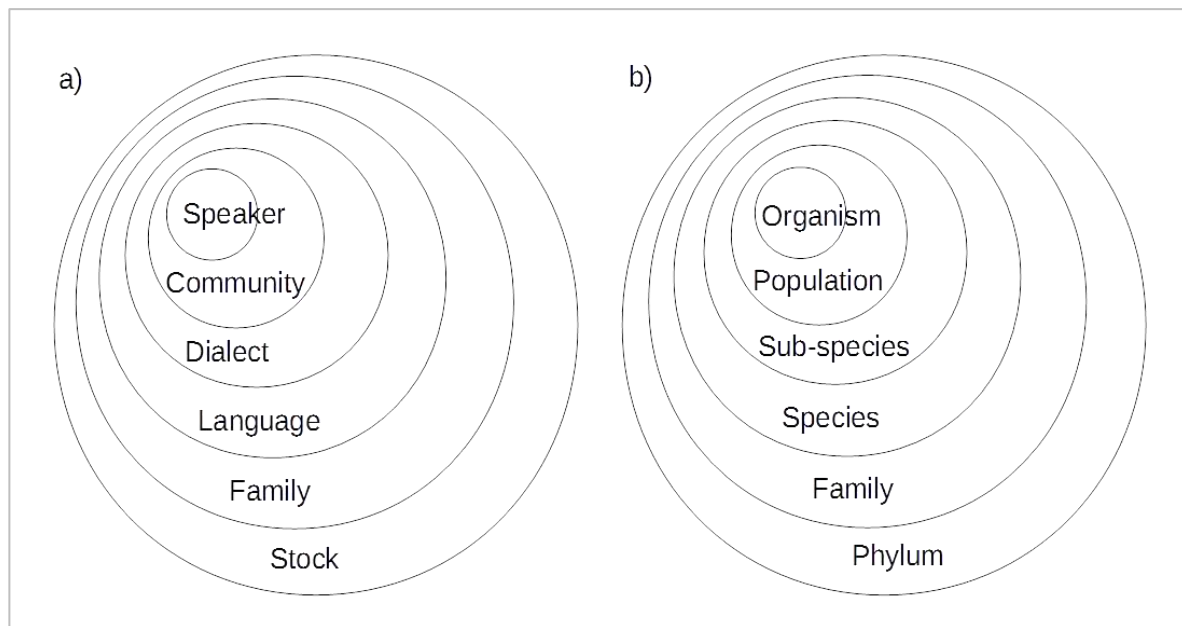 a)
Speaker
Community
Dialect
Language
Family
Stock
b)
Organism
Population
Sub-species
Species
Family
Phylum